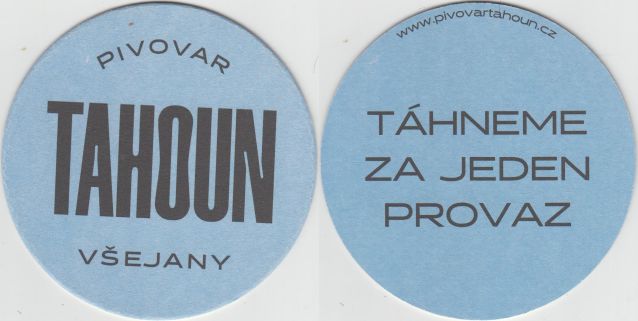 PIVOVAR
TAHOUN
VŠEJANY
www.pivovartahoun.cz
TÁHNEME
ZA JEDEN
PROVAZ